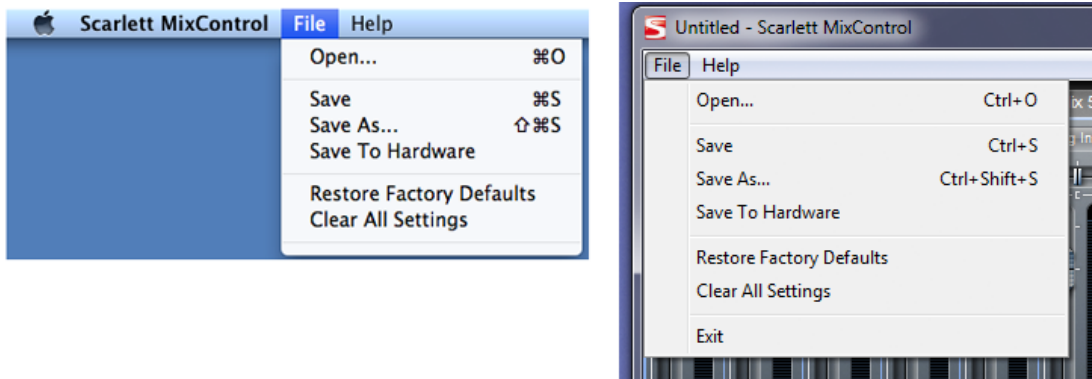 Scarlett MixControl File Help
Open... ⌘O
Save ⌘S
Save As... ⇧⌘S
Save To Hardware
Restore Factory Defaults
Clear All Settings
Untitled - Scarlett MixControl
File Help
Open... Ctrl+O
Save Ctrl+S
Save As... Ctrl+Shift+S
Save To Hardware
Restore Factory Defaults
Clear All Settings
Exit